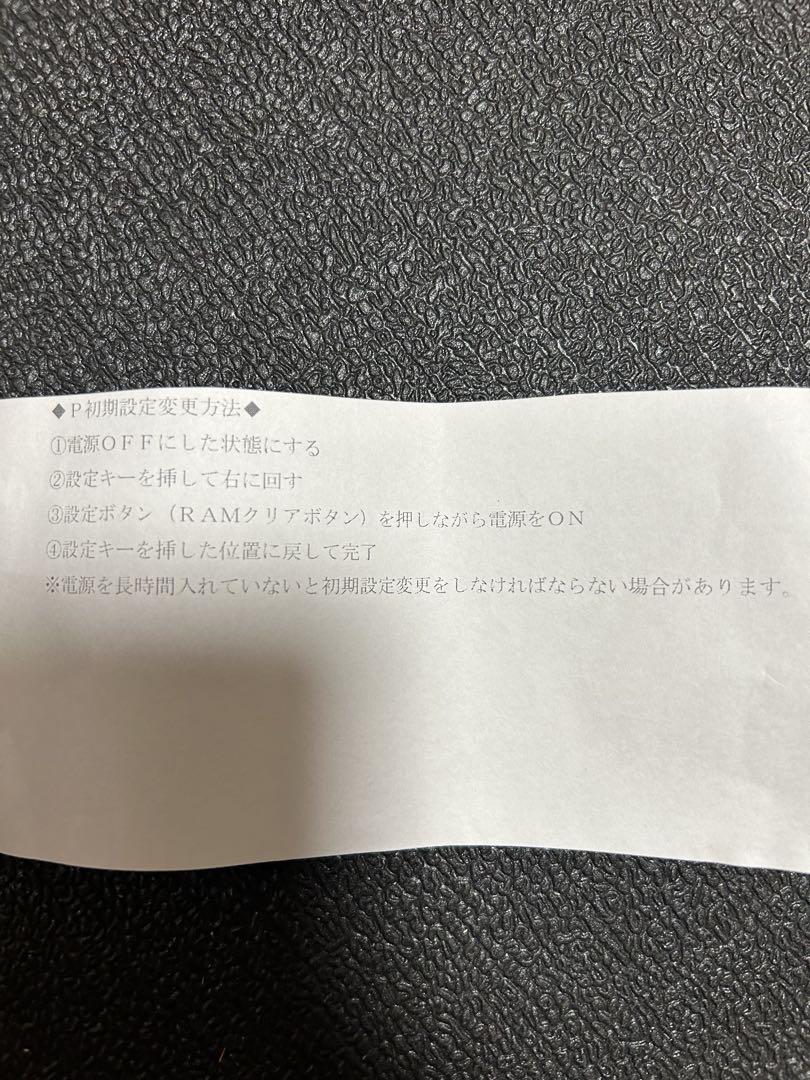 ◆Ｐ初期設定変更方法◆
①電源ＯＦＦにした状態にする
②設定キーを挿して右に回す
③設定ボタン（ＲＡＭクリアボタン）を押しながら電源をＯＮ
④設定キーを挿した位置に戻して完了
※電源を長時間入れていないと初期設定変更をしなければならない場合があります。